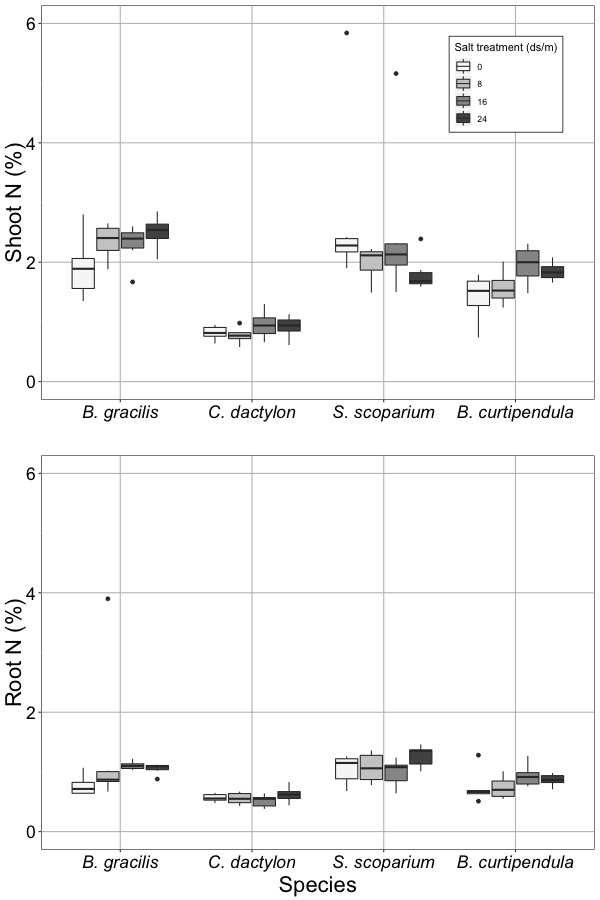 6
4
2
0
Shoot N (%)
Salt treatment (ds/m)
0
8
16
24
B. gracilis C. dactylon S. scoparium B. curtipendula
6
4
2
0
Root N (%)
B. gracilis C. dactylon S. scoparium B. curtipendula
Species